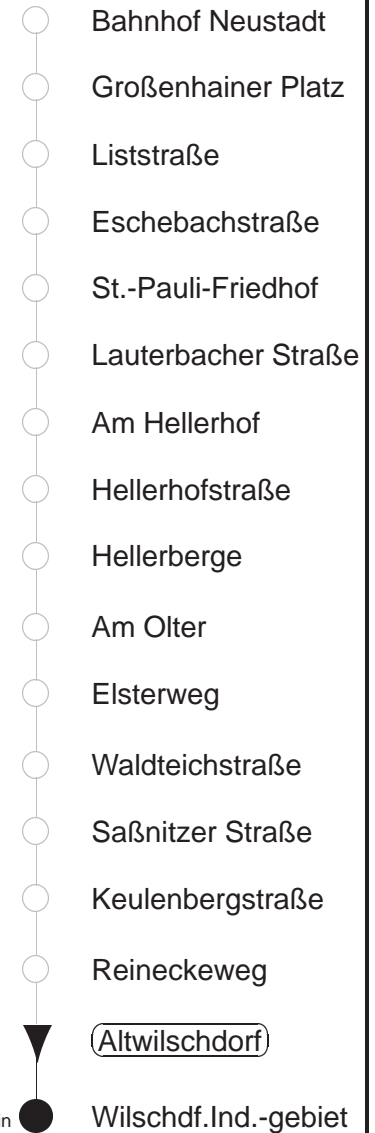 Bahnhof Neustadt
Großenhainer Platz
Liststraße
Eschebachstraße
St.-Pauli-Friedhof
Lauterbacher Straße
Am Hellerhof
Hellerhofstraße
Hellerberge
Am Olter
Elsterweg
Waldteichstraße
Saßnitzer Straße
Keulenbergstraße
Reineckeweg
Altwilschdorf
Wilschdf.Ind.-gebiet